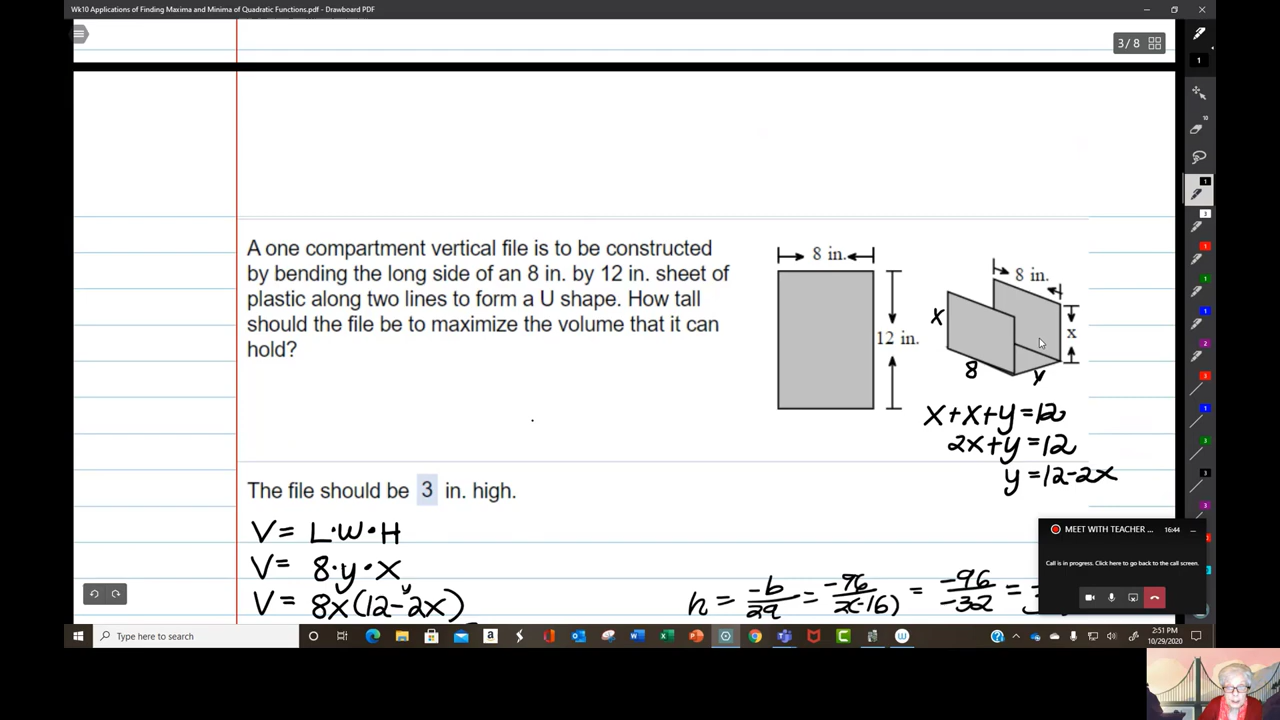 Wk10 Applications of Finding Maxima and Minima of Quadratic Functions.pdf - Drawboard PDF
3 / 8
A one compartment vertical file is to be constructed
by bending the long side of an 8 in. by 12 in. sheet of
plastic along two lines to form a U shape. How tall
should the file be to maximize the volume that it can
hold?
8 in.
12 in.
8 in.
x
x
8
y
x+x+y=12
2x+y=12
y=12-2x
The file should be 3 in. high.
V= L·W·H
V= 8·y·x
y
V= 8x(12-2x)
h = -b/2a = -96/2(-16) = -96/-32 =
MEET WITH TEACHER ... 16:44
Call is in progress. Click here to go back to the call screen.
Type here to search
2:51 PM
10/29/2020